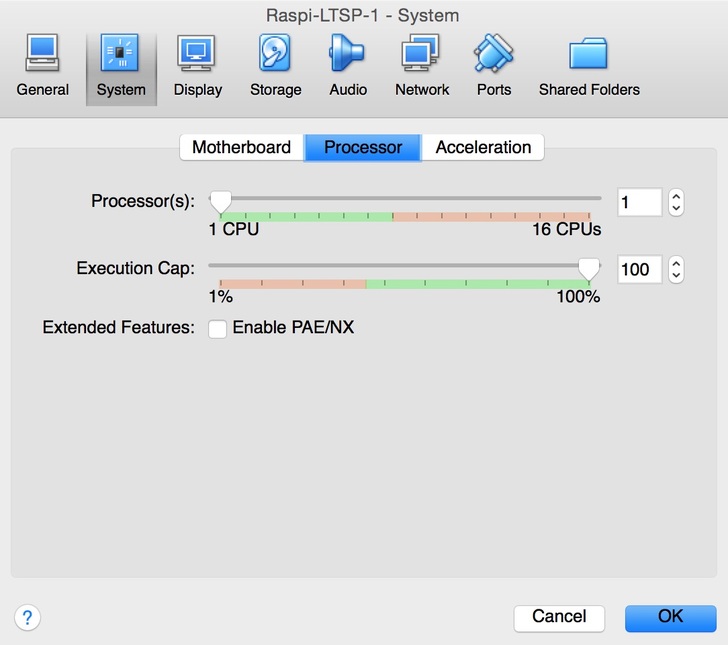 Raspi-LTSP-1 - System
General System Display Storage Audio Network Ports Shared Folders
Motherboard Processor Acceleration
Processor(s): 1
1 CPU 16 CPUs
Execution Cap: 100
1% 100%
Extended Features: Enable PAE/NX
? Cancel OK